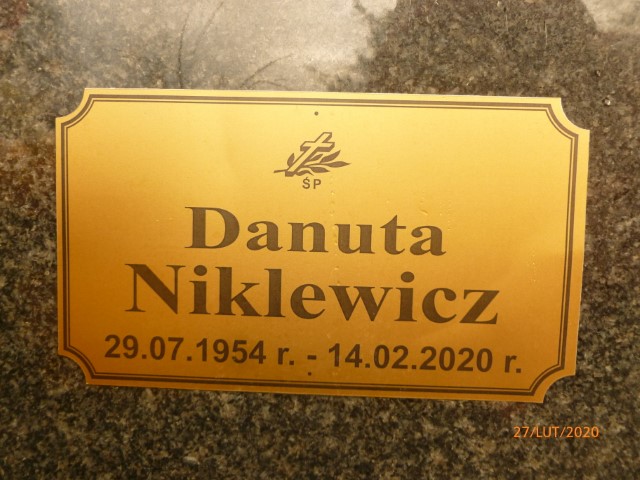 ŚP
Danuta
Niklewicz
29.07.1954 r. - 14.02.2020 r.
27/LUT/2020